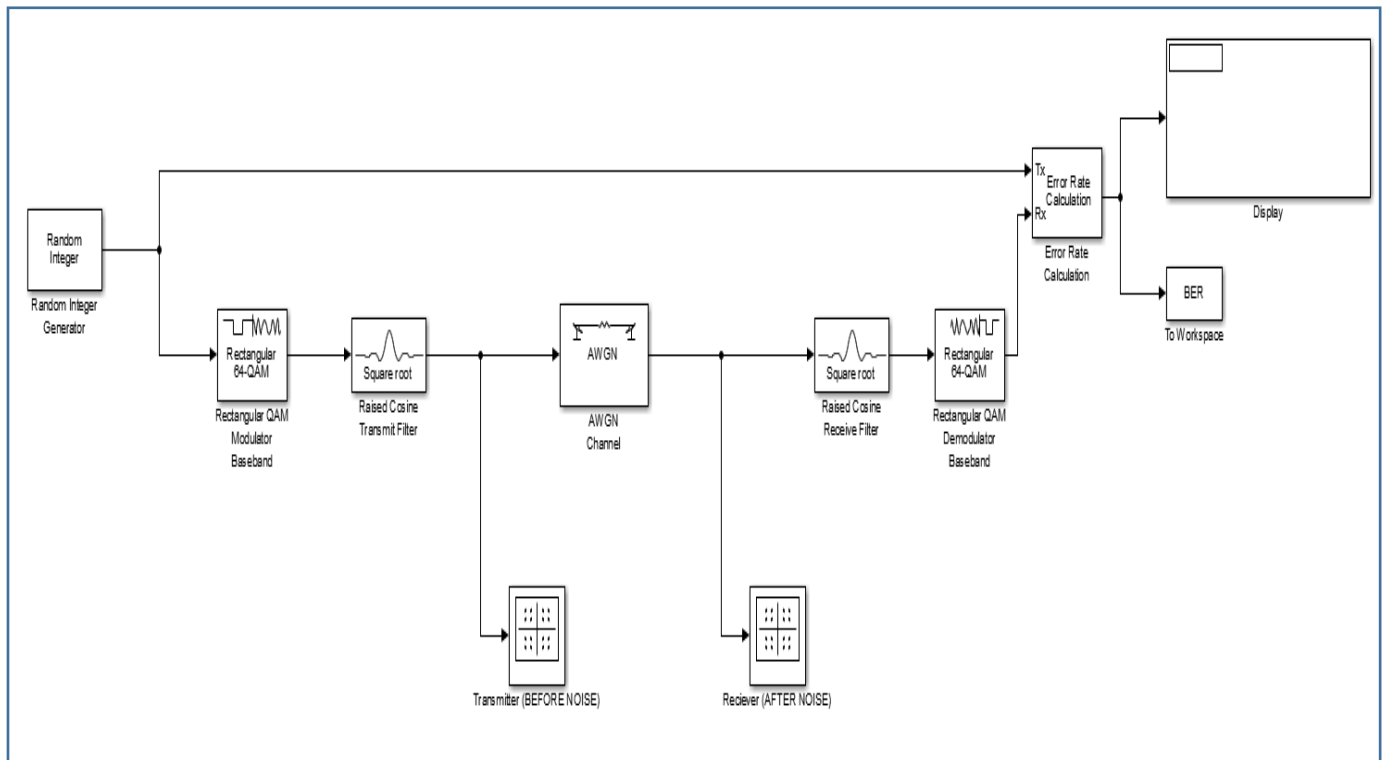 Random
Integer
Random Integer
Generator
Rectangular
64-QAM
Rectangular QAM
Modulator
Baseband
Square root
Raised Cosine
Transmit Filter
AWGN
AWGN
Channel
Square root
Raised Cosine
Receive Filter
Rectangular
64-QAM
Rectangular QAM
Demodulator
Baseband
Tx
Error Rate
Calculation
Rx
Error Rate
Calculation
Display
BER
To Workspace
Transmitter (BEFORE NOISE)
Reciever (AFTER NOISE)